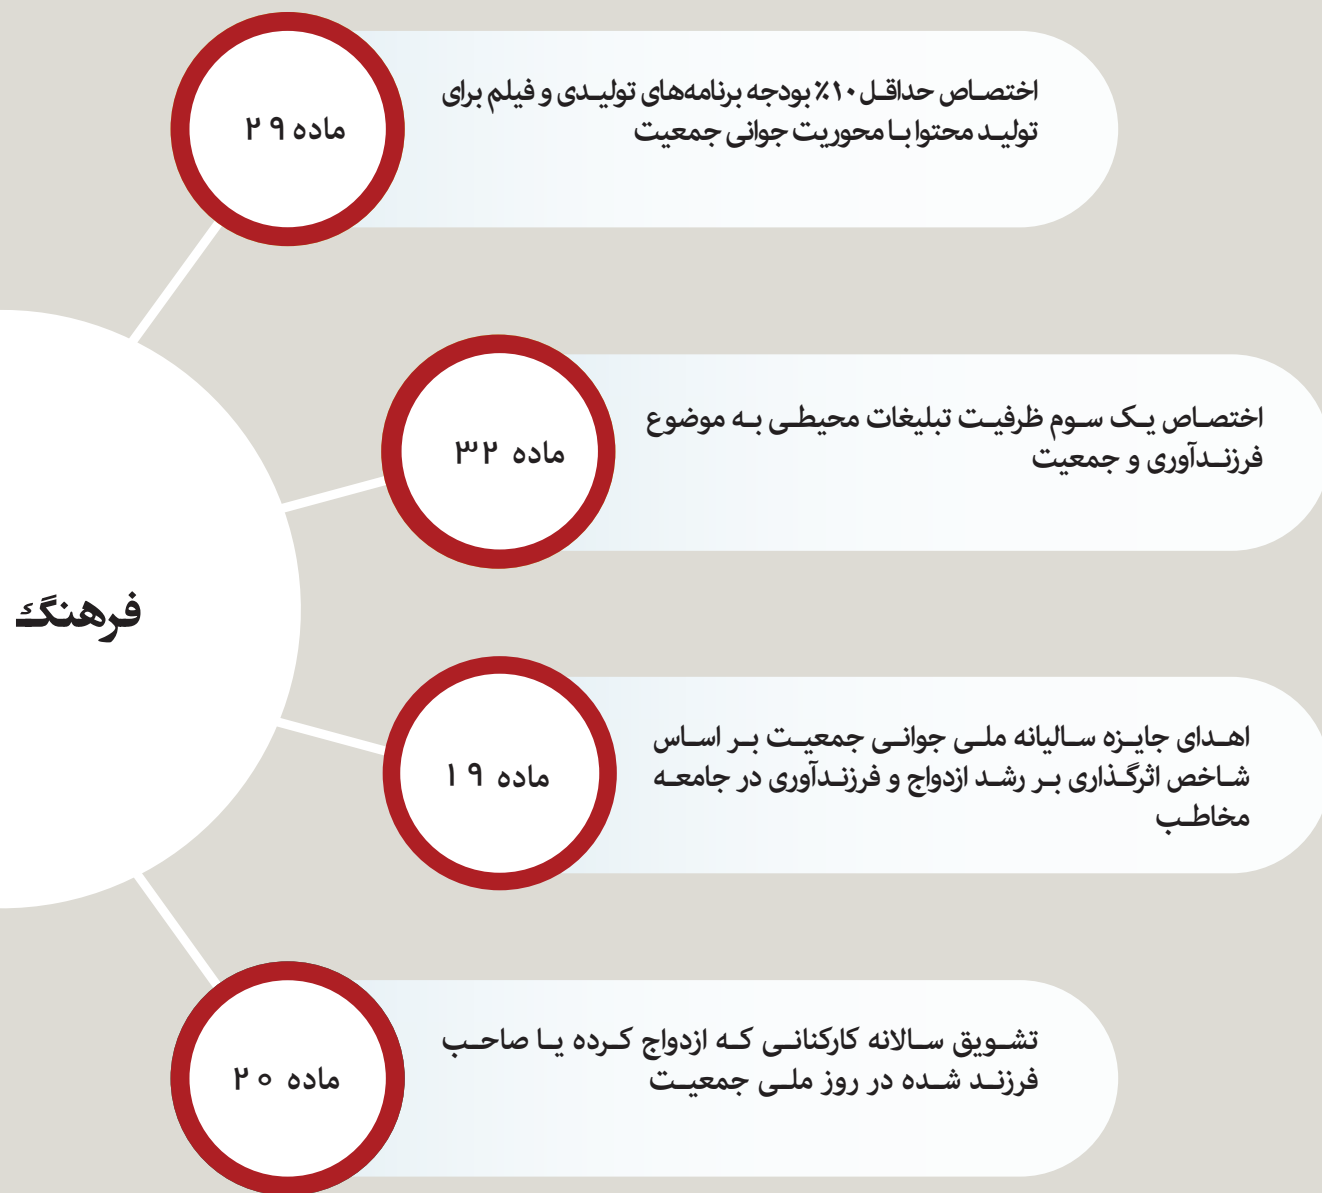 ماده ۲۹
اختصاص حداقل ۱۰٪ بودجه برنامه‌های تولیدی و فیلم برای
تولید محتوا با محوریت جوانی جمعیت
ماده ۳۲
اختصاص یک سوم ظرفیت تبلیغات محیطی به موضوع
فرزندآوری و جمعیت
فرهنگ
ماده ۱۹
اهدای جایزه سالیانه ملی جوانی جمعیت بر اساس
شاخص اثرگذاری بر رشد ازدواج و فرزندآوری در جامعه
مخاطب
ماده ۲۰
تشویق سالانه کارکنانی که ازدواج کرده یا صاحب
فرزند شده در روز ملی جمعیت